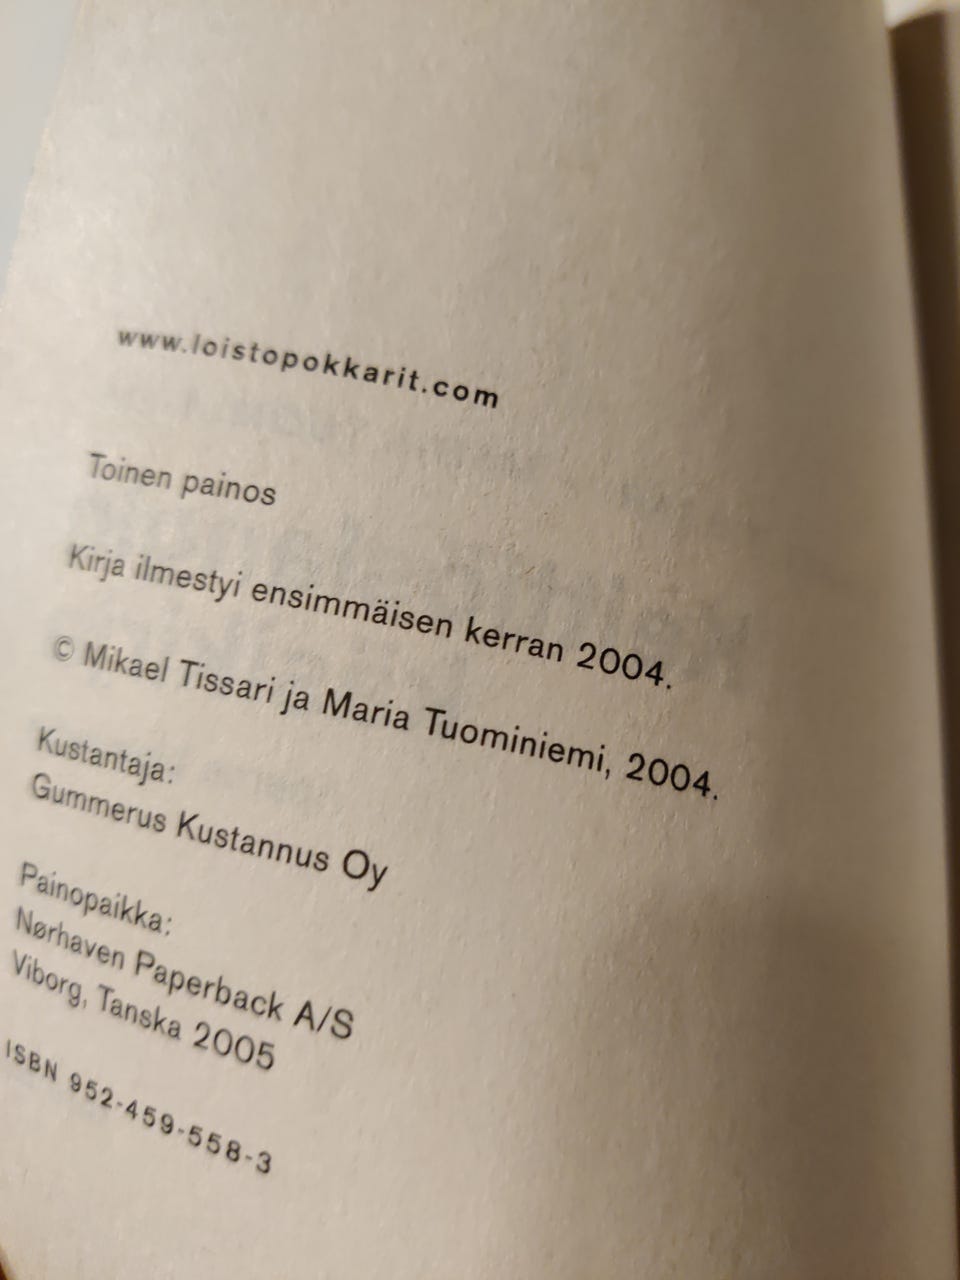 www.loistopokkarit.com
Toinen painos
Kirja ilmestyi ensimmäisen kerran 2004.
© Mikael Tissari ja Maria Tuominiemi, 2004.
Kustantaja:
Gummerus Kustannus Oy
Painopaikka:
Nørhaven Paperback A/S
Viborg, Tanska 2005
ISBN 952-459-558-3